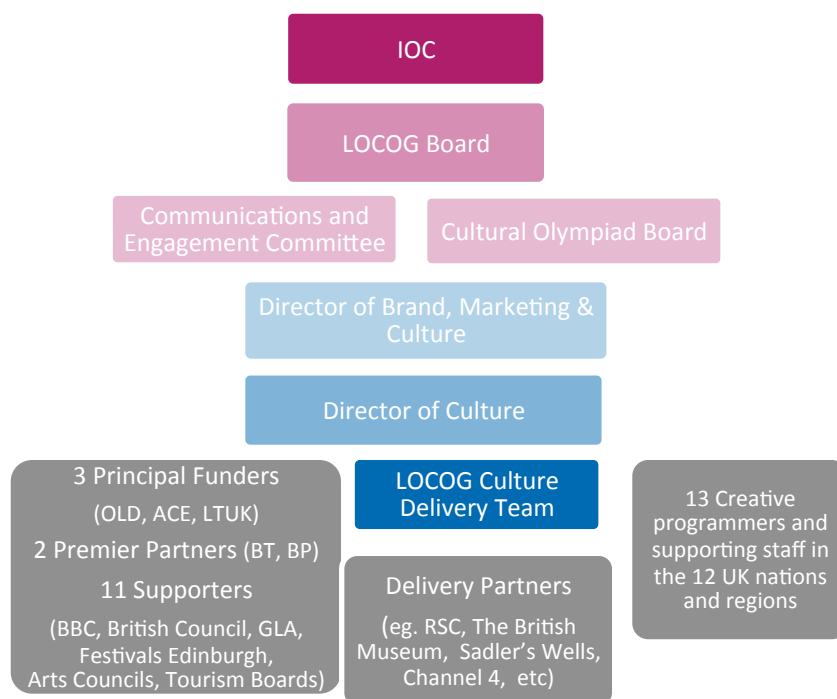 IOC
LOCOG Board
Communications and
Engagement Committee
Cultural Olympiad Board
Director of Brand, Marketing &
Culture
Director of Culture
3 Principal Funders
(OLD, ACE, LTUK)
2 Premier Partners (BT, BP)
11 Supporters
(BBC, British Council, GLA,
Festivals Edinburgh,
Arts Councils, Tourism Boards)
LOCOG Culture
Delivery Team
Delivery Partners
(eg. RSC, The British
Museum, Sadler's Wells,
Channel 4, etc)
13 Creative
programmers and
supporting staff in
the 12 UK nations
and regions